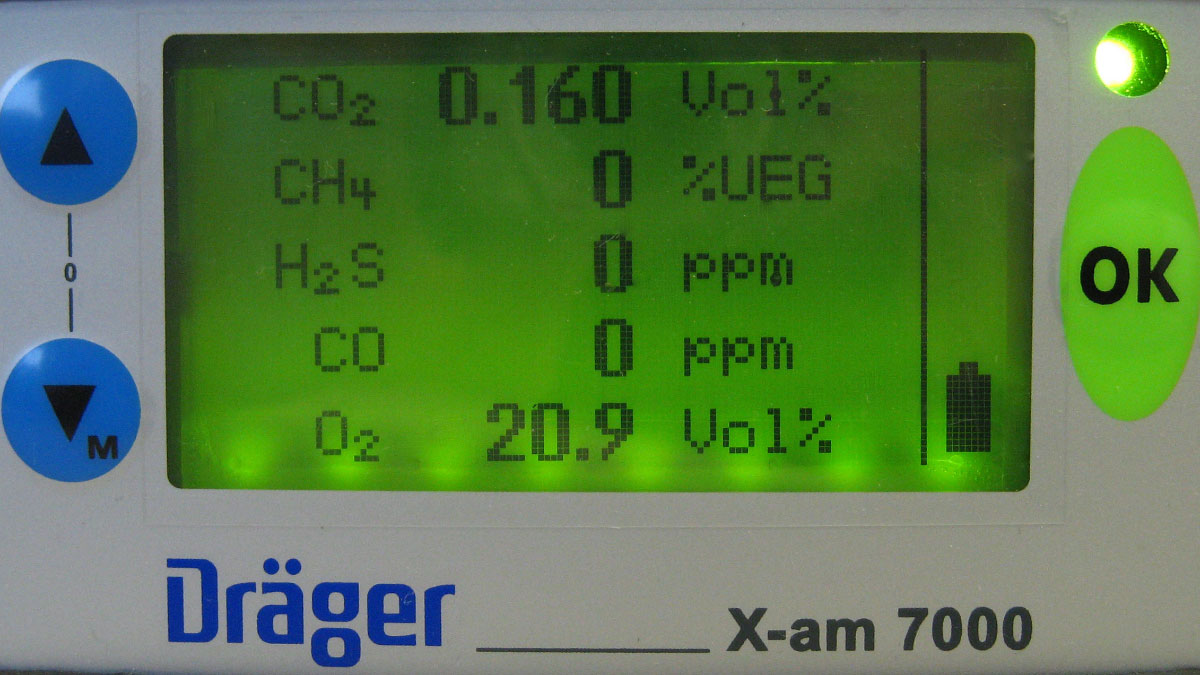 CO₂ 0.160 Vol%
CH₄ 0 %UEG
H₂S 0 ppm
CO 0 ppm
O₂ 20.9 Vol%
0
M
OK
Dräger
X-am 7000